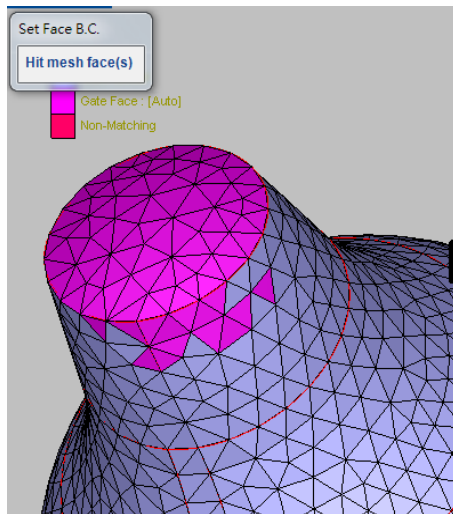 Set Face B.C.
Hit mesh face(s)
Gate Face : [Auto]
Non-Matching